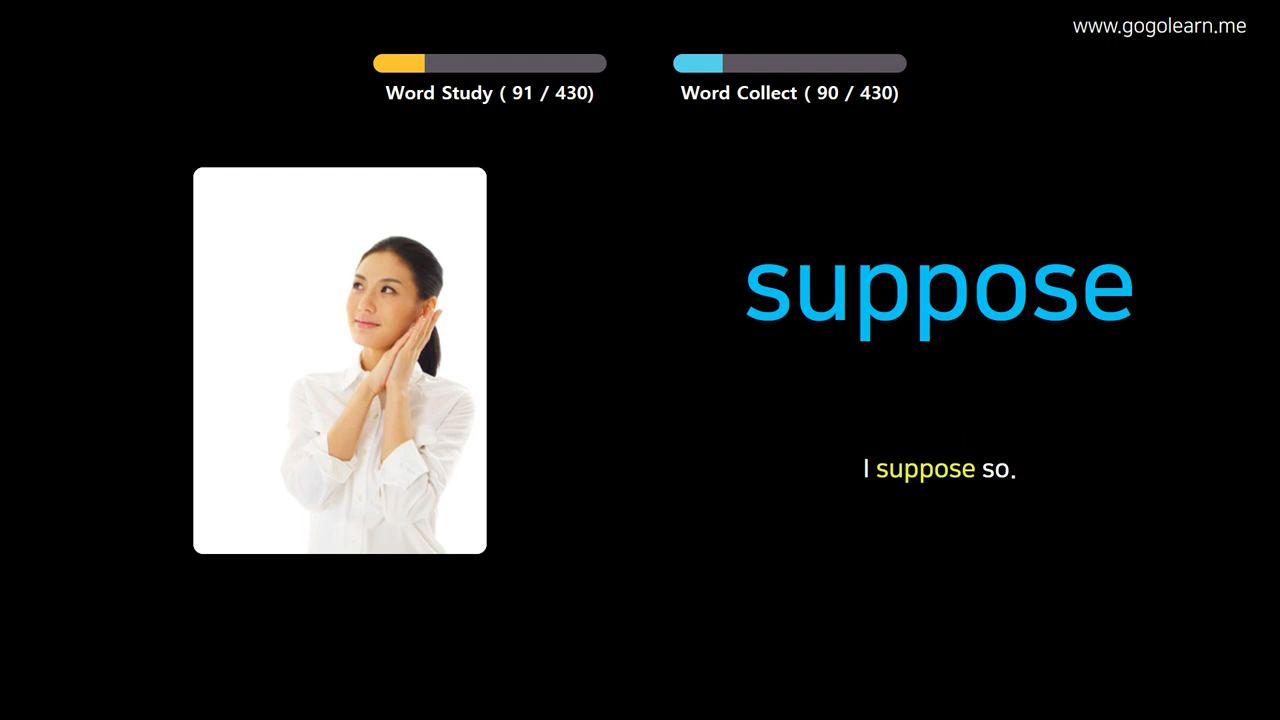 www.gogolearn.me
Word Study ( 91 / 430)
Word Collect ( 90 / 430)
suppose
I suppose so.